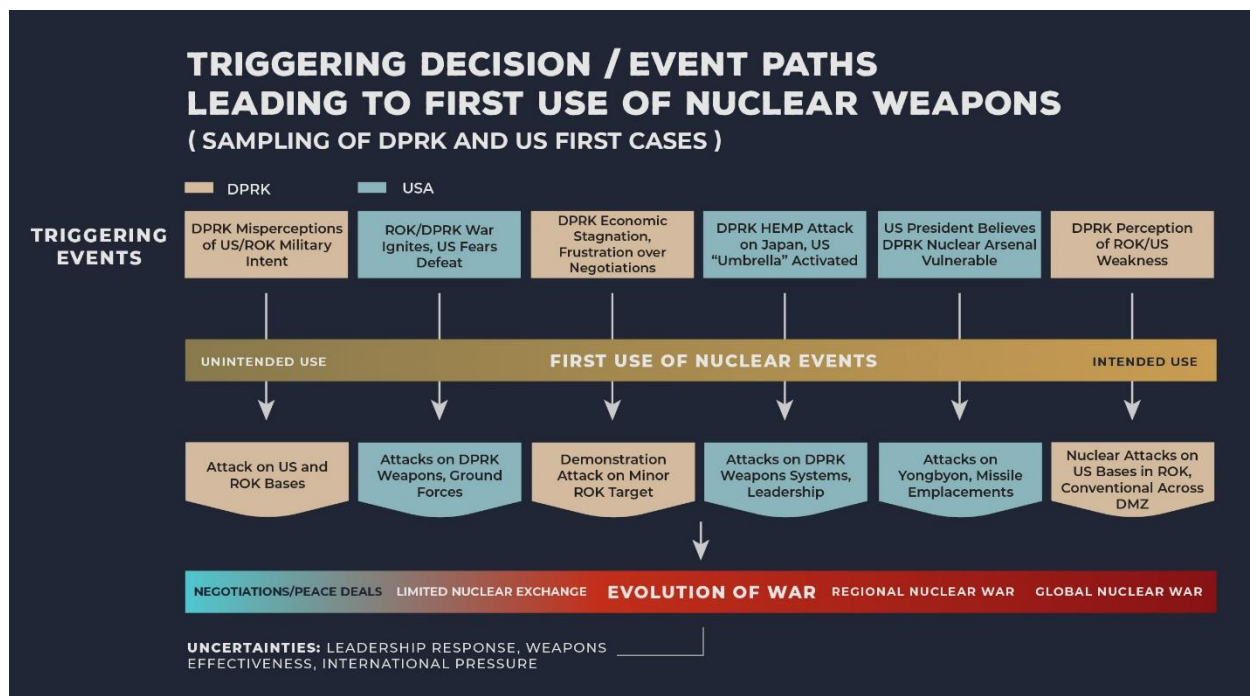 TRIGGERING DECISION / EVENT PATHS
LEADING TO FIRST USE OF NUCLEAR WEAPONS
( SAMPLING OF DPRK AND US FIRST CASES )
DPRK
USA
TRIGGERING
EVENTS
DPRK Misperceptions
of US/ROK Military
Intent
ROK/DPRK War
Ignites, US Fears
Defeat
DPRK Economic
Stagnation,
Frustration over
Negotiations
DPRK HEMP Attack
on Japan, US
“Umbrella” Activated
US President Believes
DPRK Nuclear Arsenal
Vulnerable
DPRK Perception
of ROK/US
Weakness
UNINTENDED USE
FIRST USE OF NUCLEAR EVENTS
INTENDED USE
Attack on US and
ROK Bases
Attacks on DPRK
Weapons, Ground
Forces
Demonstration
Attack on Minor
ROK Target
Attacks on DPRK
Weapons Systems,
Leadership
Attacks on
Yongbyon, Missile
Emplacements
Nuclear Attacks on
US Bases in ROK,
Conventional Across
DMZ
NEGOTIATIONS/PEACE DEALS
LIMITED NUCLEAR EXCHANGE
EVOLUTION OF WAR
REGIONAL NUCLEAR WAR
GLOBAL NUCLEAR WAR
UNCERTAINTIES: LEADERSHIP RESPONSE, WEAPONS
EFFECTIVENESS, INTERNATIONAL PRESSURE